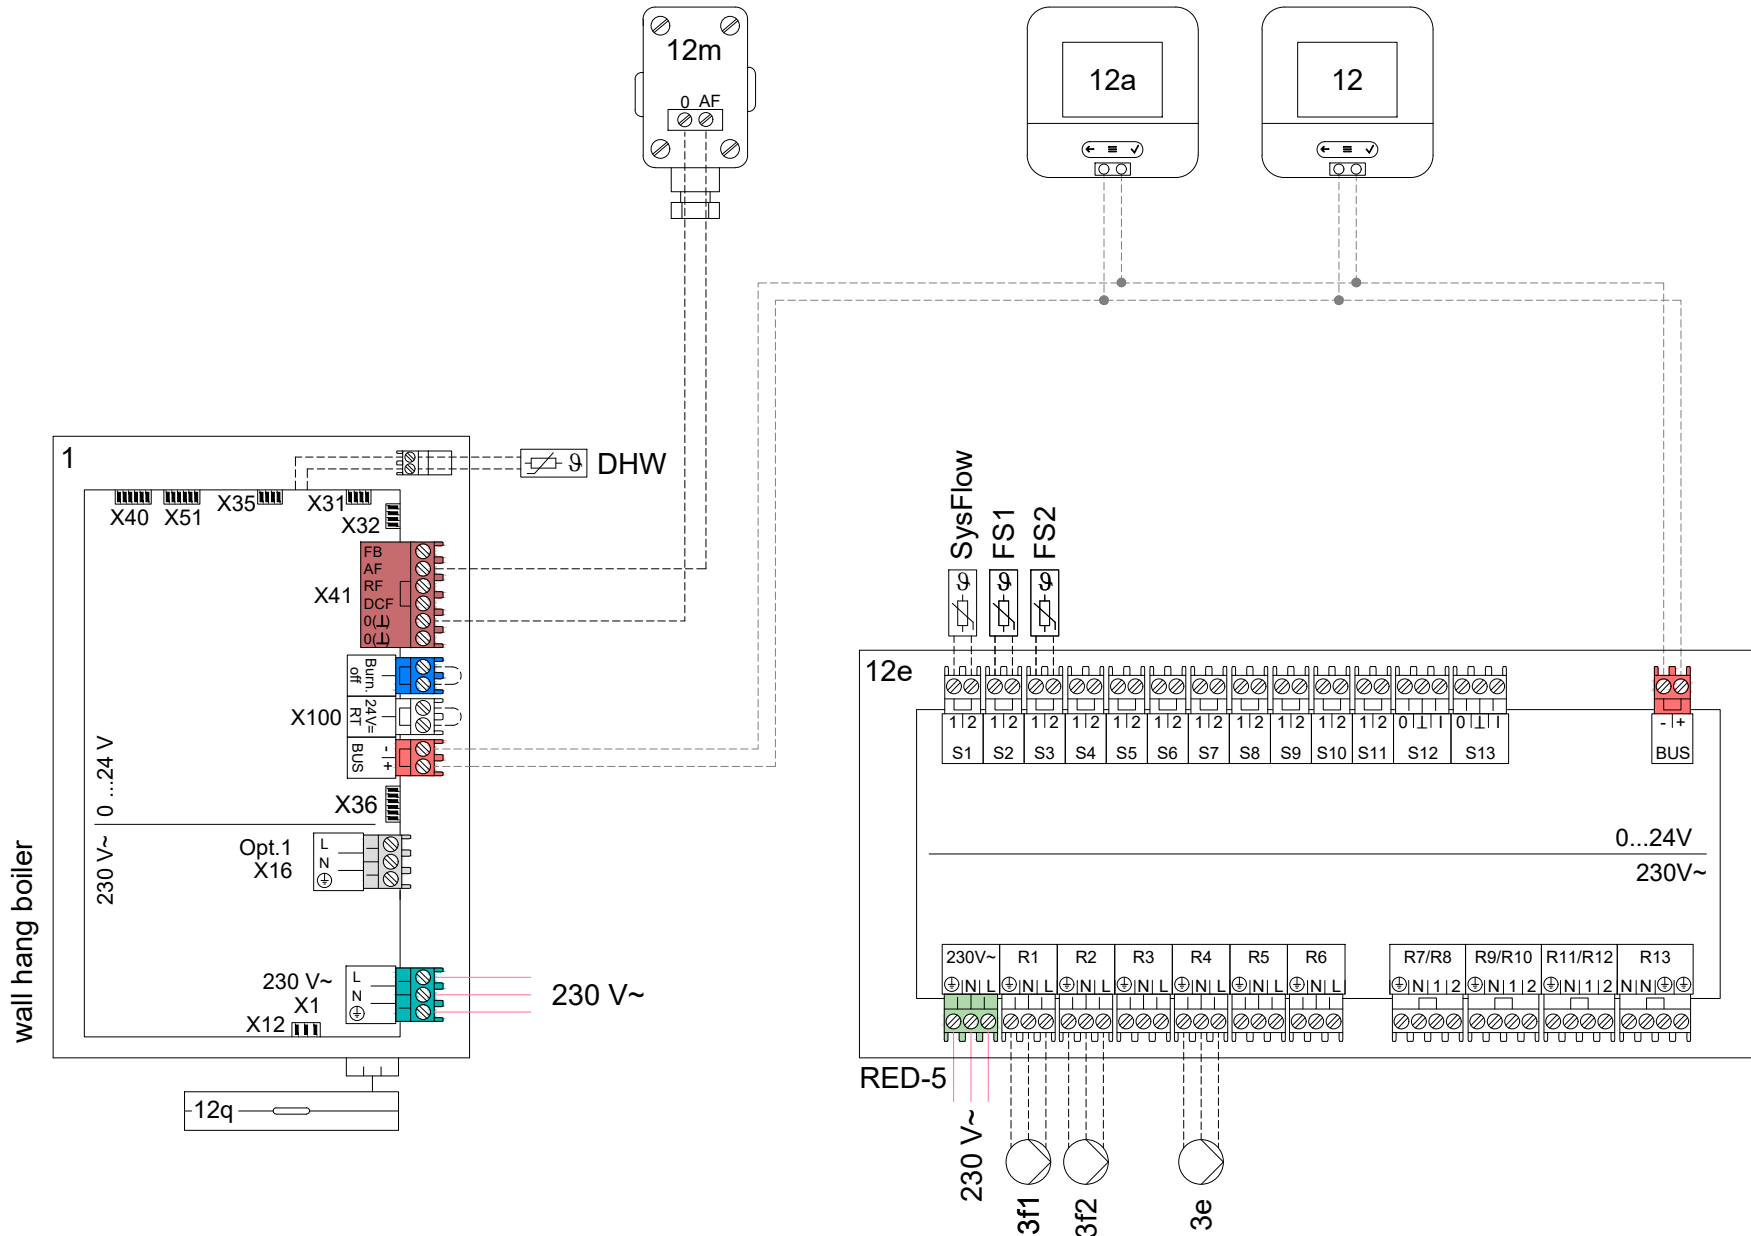 12m
0 AF
12a
12
1
DHW
X40
X51
X35
X31
X32
X41
FB
AF
RF
DCF
0(⊥)
0(⊥)
Burn.
off
X100
24V=
RT
BUS
- +
X36
0 ...24 V
230 V~
Opt.1
X16
L
N
230 V~
X1
L
N
X12
230 V~
wall hang boiler
12q
SysFlow
FS1
FS2
12e
1 2 1 2 1 2 1 2 1 2 1 2 1 2 1 2 1 2 1 2 1 2 0 ⊥ I 0 ⊥ I - +
S1 S2 S3 S4 S5 S6 S7 S8 S9 S10 S11 S12 S13 BUS
0...24V
230V~
230V~ R1 R2 R3 R4 R5 R6 R7/R8 R9/R10 R11/R12 R13
⏚ N L ⏚ N L ⏚ N L ⏚ N L ⏚ N L ⏚ N L ⏚ N L ⏚ N 1 2 ⏚ N 1 2 ⏚ N 1 2 N N ⏚ ⏚
RED-5
230 V~
3f1
3f2
3e